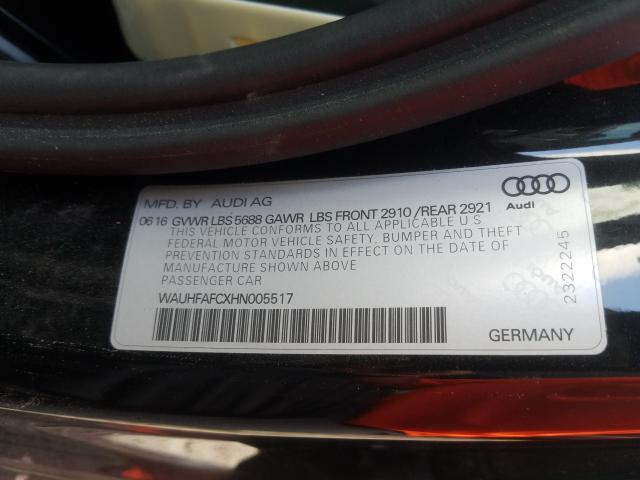 MFD. BY AUDI AG
Audi
06 16 GVWR LBS 5688 GAWR LBS FRONT 2910 /REAR 2921
THIS VEHICLE CONFORMS TO ALL APPLICABLE U.S.
FEDERAL MOTOR VEHICLE SAFETY, BUMPER AND THEFT
PREVENTION STANDARDS IN EFFECT ON THE DATE OF
MANUFACTURE SHOWN ABOVE
PASSENGER CAR
WAUHFAFCXHN005517
GERMANY
2322245